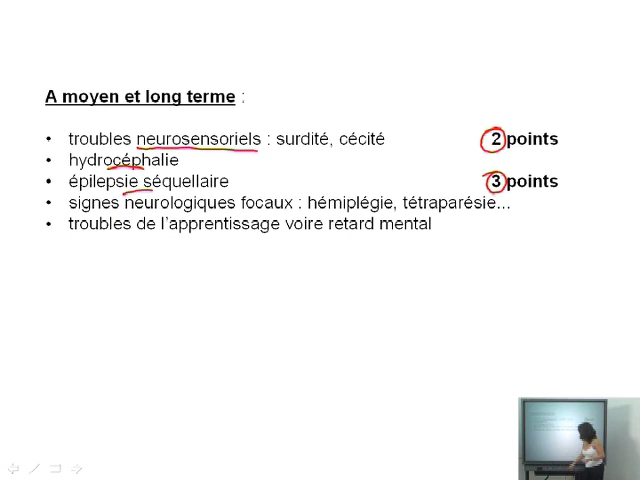 A moyen et long terme :
• troubles neurosensoriels : surdité, cécité 2 points
• hydrocéphalie
• épilepsie séquellaire 3 points
• signes neurologiques focaux : hémiplégie, tétraparésie...
• troubles de l'apprentissage voire retard mental